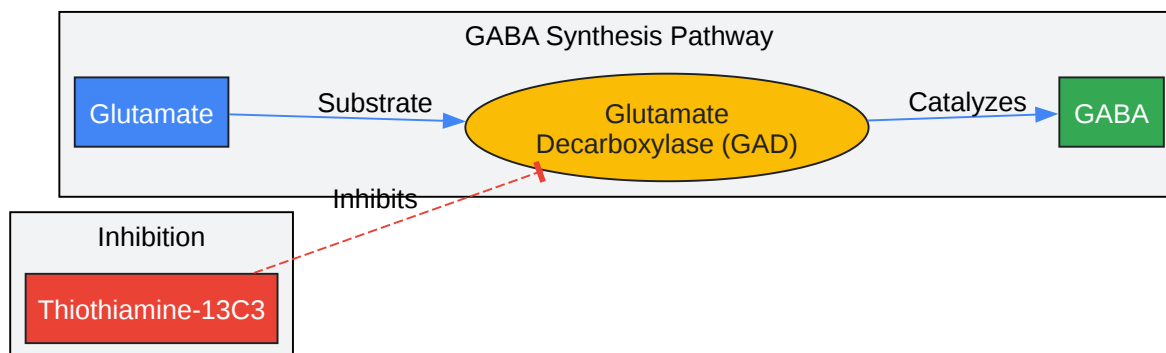 GABA Synthesis Pathway
Glutamate
Substrate
Glutamate
Decarboxylase (GAD)
Catalyzes
GABA
Inhibits
Inhibition
Thiothiamine-13C3